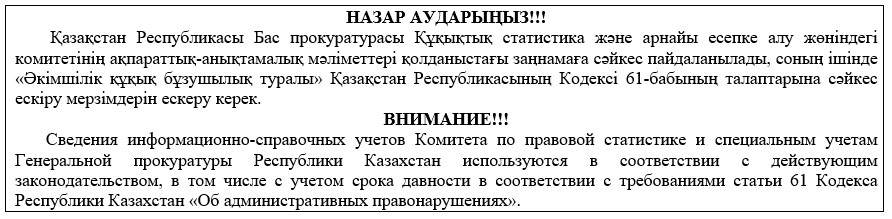 НАЗАР АУДАРЫҢЫЗ!!!
Қазақстан Республикасы Бас прокуратурасы Құқықтық статистика және арнайы есепке алу жөніндегі
комитетінің ақпараттық-анықтамалық мәліметтері қолданыстағы заңнамаға сәйкес пайдаланылады, соның ішінде
«Әкімшілік құқық бұзушылық туралы» Қазақстан Республикасының Кодексі 61-бабының талаптарына сәйкес
ескіру мерзімдерін ескеру керек.
ВНИМАНИЕ!!!
Сведения информационно-справочных учетов Комитета по правовой статистике и специальным учетам
Генеральной прокуратуры Республики Казахстан используются в соответствии с действующим
законодательством, в том числе с учетом срока давности в соответствии с требованиями статьи 61 Кодекса
Республики Казахстан «Об административных правонарушениях».